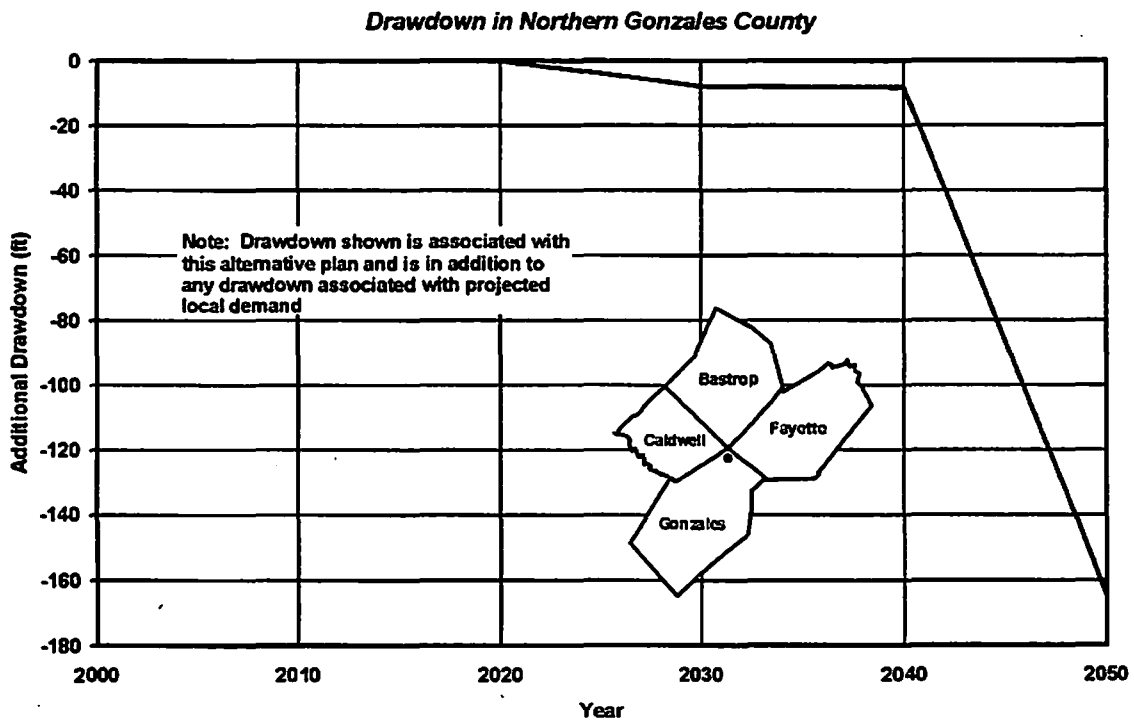 Drawdown in Northern Gonzales County
0
-20
-40
-60
-80
-100
-120
-140
-160
-180
Additional Drawdown (ft)
Note: Drawdown shown is associated with
this alternative plan and is in addition to
any drawdown associated with projected
local demand
Bastrop
Caldwell
Fayotto
Gonzales
2000
2010
2020
2030
2040
2050
Year